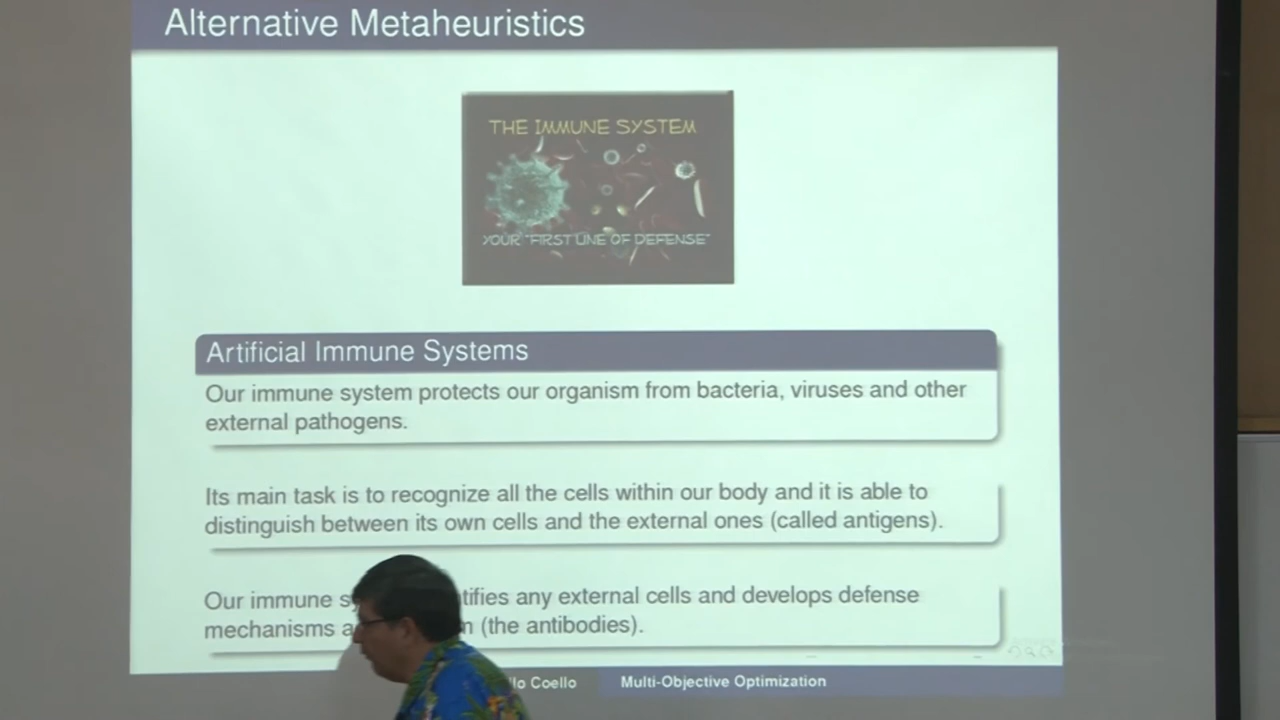 Alternative Metaheuristics
THE IMMUNE SYSTEM
YOUR "FIRST LINE OF DEFENSE"
Artificial Immune Systems
Our immune system protects our organism from bacteria, viruses and other
external pathogens.
Its main task is to recognize all the cells within our body and it is able to
distinguish between its own cells and the external ones (called antigens).
Our immune any external cells and develops defense
mechanisms (the antibodies).
Coello Multi-Objective Optimization